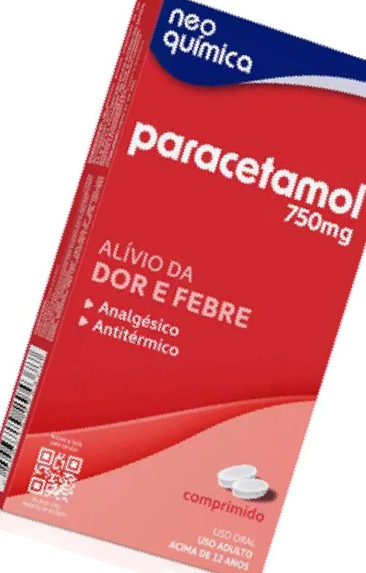 neo
química
paracetamol
750mg
ALÍVIO DA
DOR E FEBRE
Analgésico
Antitérmico
comprimido
USO ORAL
USO ADULTO
ACIMA DE 12 ANOS